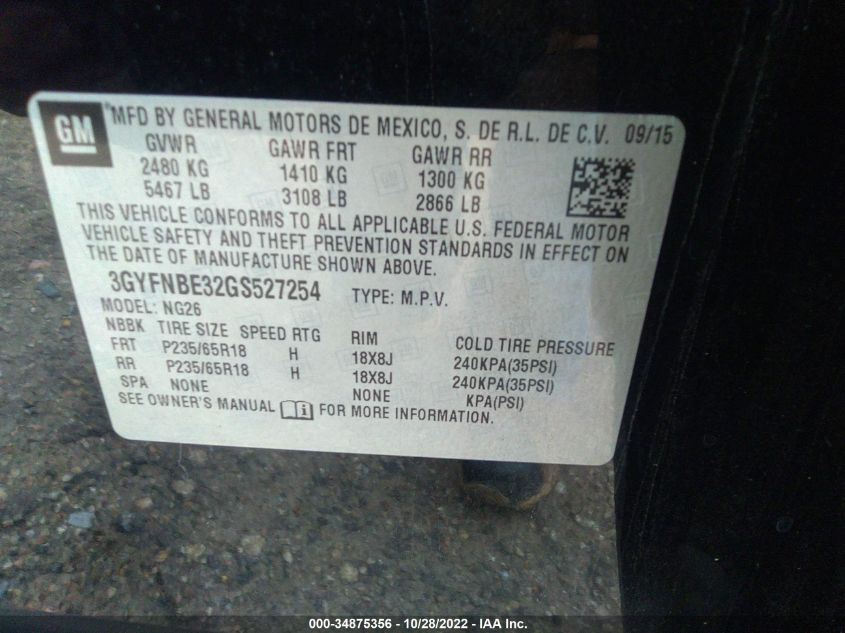 GM ® MFD BY GENERAL MOTORS DE MEXICO, S. DE R.L. DE C.V. 09/15
GVWR GAWR FRT GAWR RR
2480 KG 1410 KG 1300 KG
5467 LB 3108 LB 2866 LB
THIS VEHICLE CONFORMS TO ALL APPLICABLE U.S. FEDERAL MOTOR
VEHICLE SAFETY AND THEFT PREVENTION STANDARDS IN EFFECT ON
THE DATE OF MANUFACTURE SHOWN ABOVE.
3GYFNBE32GS527254 TYPE: M.P.V.
MODEL: NG26
NBBK TIRE SIZE SPEED RTG RIM COLD TIRE PRESSURE
FRT P235/65R18 H 18X8J 240KPA(35PSI)
RR P235/65R18 H 18X8J 240KPA(35PSI)
SPA NONE NONE KPA(PSI)
SEE OWNER'S MANUAL FOR MORE INFORMATION.
000-34875356 | 10/28/2022 - IAA Inc.